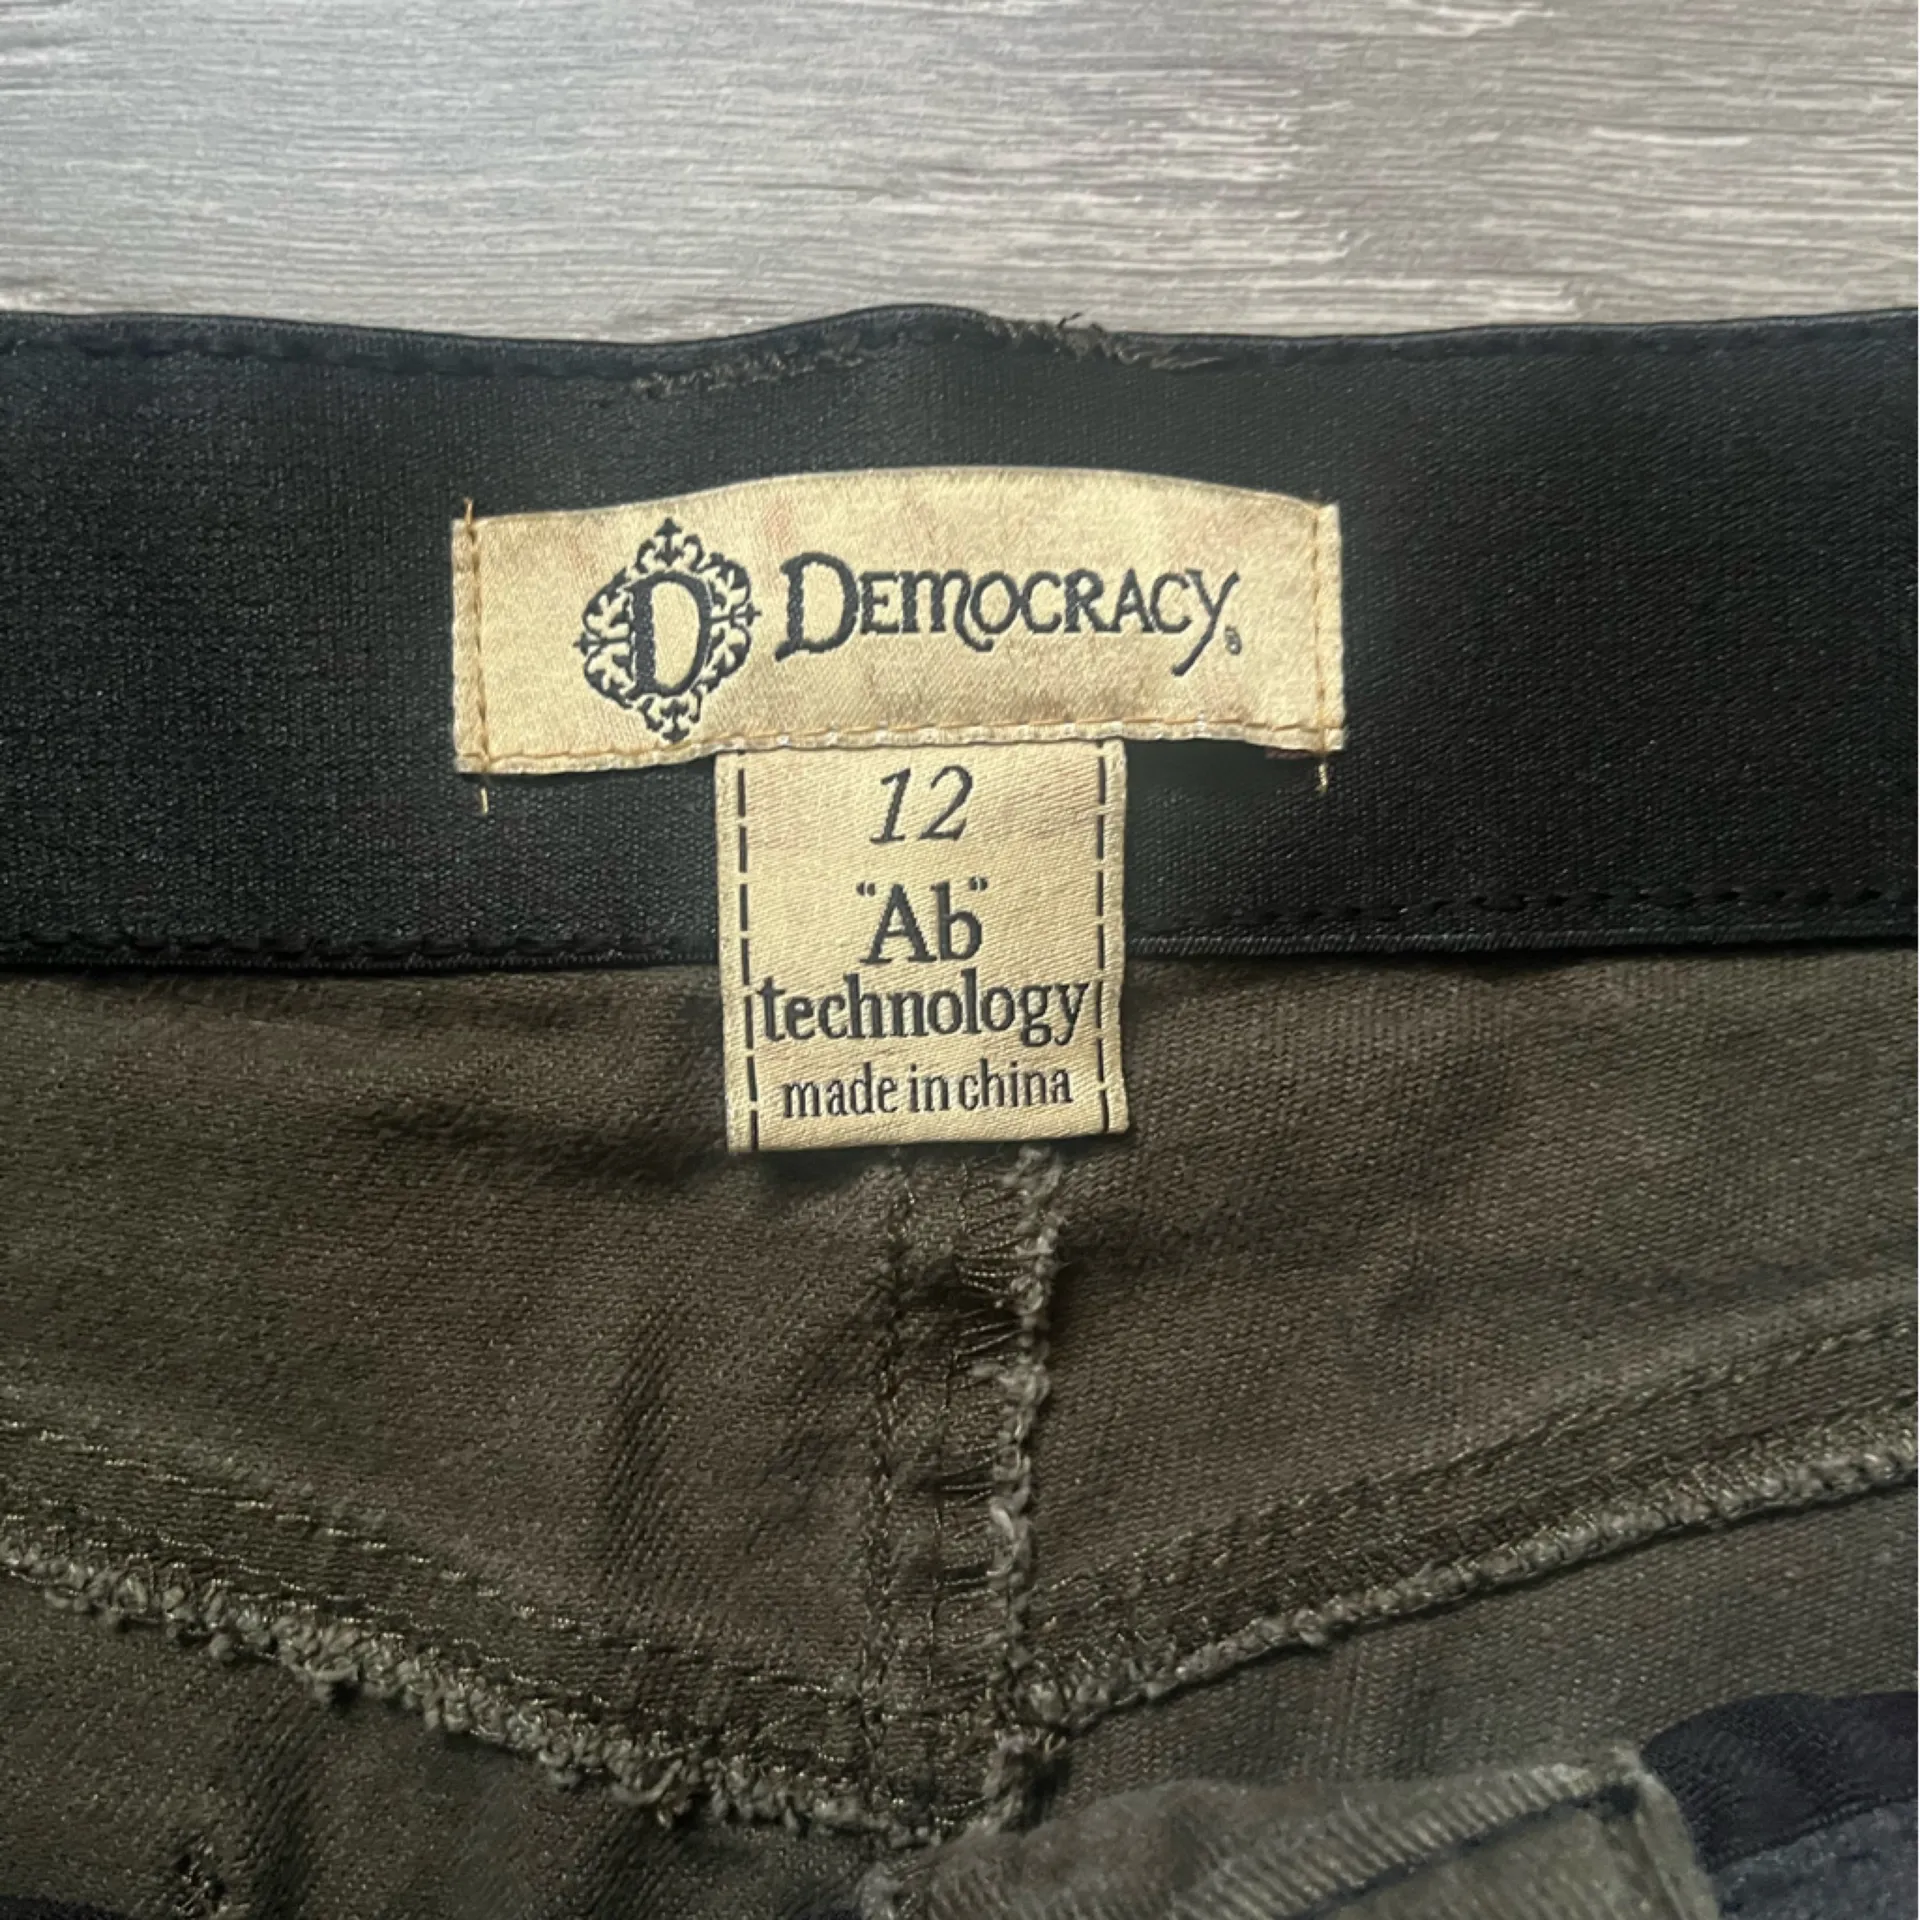 D DEMOCRACY®
12
"Ab"
technology
made in china